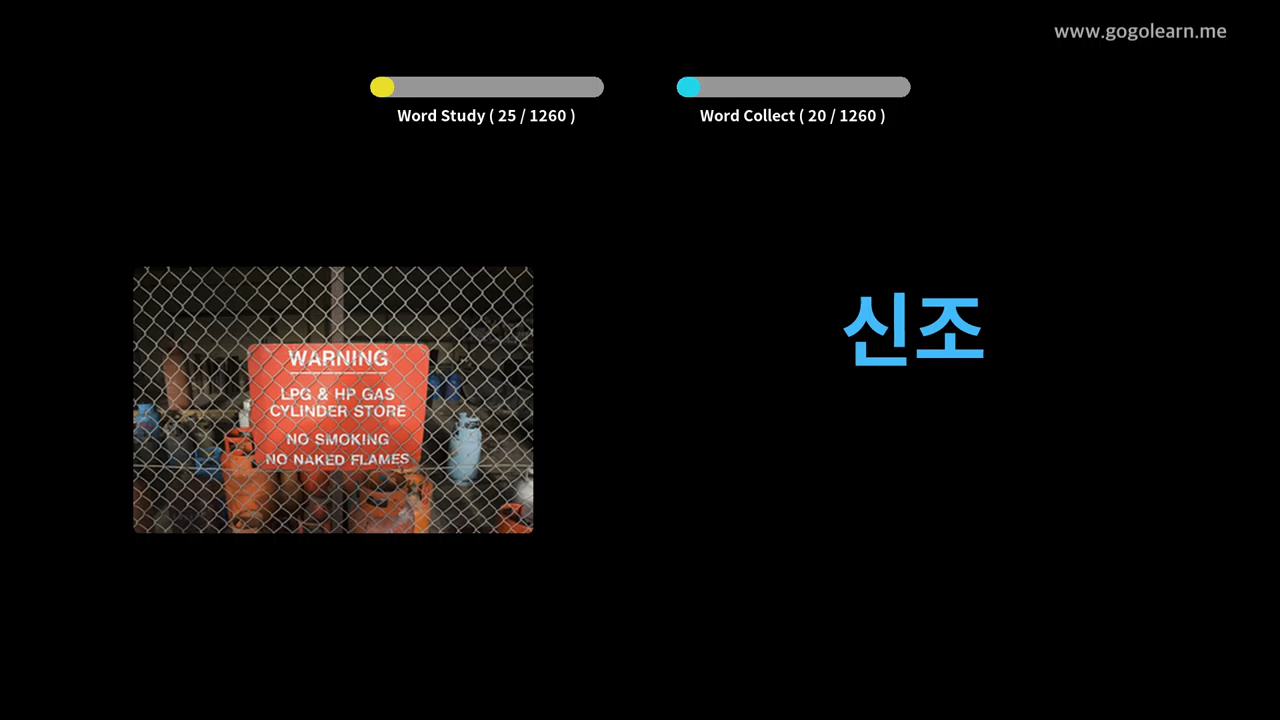 www.gogolearn.me
Word Study ( 25 / 1260 )
Word Collect ( 20 / 1260 )
신조
WARNING
LPG & HP GAS
CYLINDER STORE
NO SMOKING
NO NAKED FLAMES